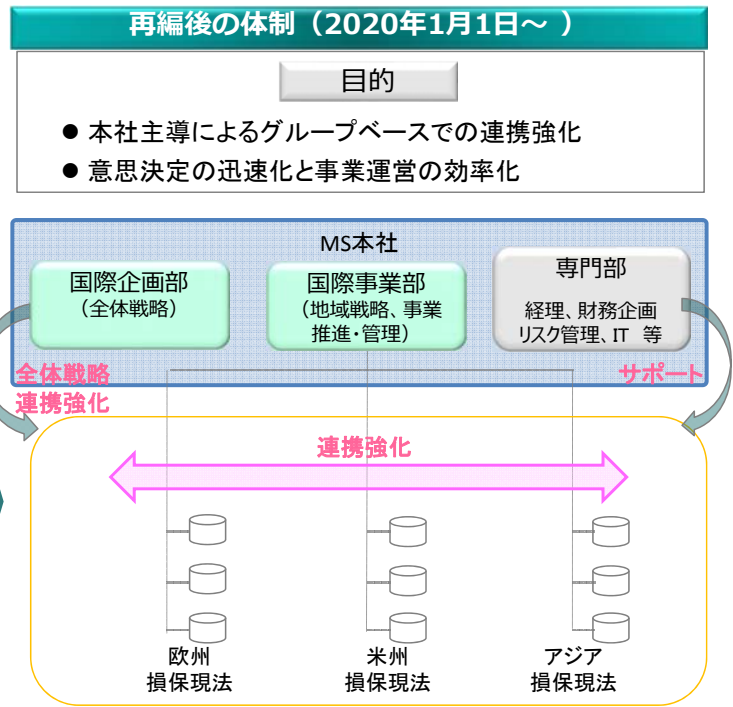 再編後の体制（2020年1月1日～ ）
目的
● 本社主導によるグループベースでの連携強化
● 意思決定の迅速化と事業運営の効率化
MS本社
国際企画部
（全体戦略）
国際事業部
（地域戦略、事業
推進・管理）
専門部
経理、財務企画
リスク管理、IT 等
全体戦略
連携強化
サポート
連携強化
欧州
損保現法
米州
損保現法
アジア
損保現法